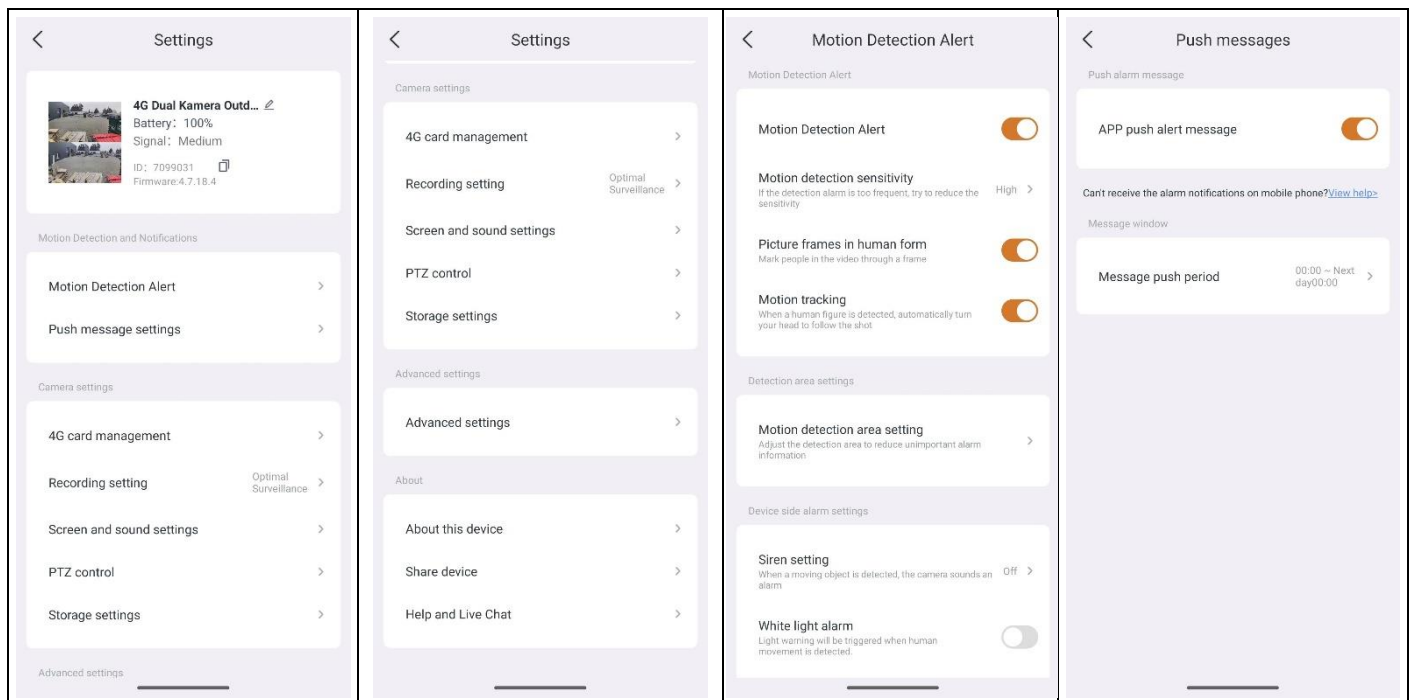 Settings
4G Dual Kamera Outd...
Battery: 100%
Signal: Medium
ID: 7099031
Firmware:4.7.18.4
Motion Detection and Notifications
Motion Detection Alert
Push message settings
Camera settings
4G card management
Recording setting
Optimal
Surveillance
Screen and sound settings
PTZ control
Storage settings
Advanced settings
Settings
Camera settings
4G card management
Recording setting
Optimal
Surveillance
Screen and sound settings
PTZ control
Storage settings
Advanced settings
Advanced settings
About
About this device
Share device
Help and Live Chat
Motion Detection Alert
Motion Detection Alert
Motion Detection Alert
Motion detection sensitivity
If the detection alarm is too frequent, try to reduce the
sensitivity
High
Picture frames in human form
Mark people in the video through a frame
Motion tracking
When a human figure is detected, automatically turn
your head to follow the shot
Detection area settings
Motion detection area setting
Adjust the detection area to reduce unimportant alarm
information
Device side alarm settings
Siren setting
When a moving object is detected, the camera sounds an
alarm
Off
White light alarm
Light warning will be triggered when human
movement is detected.
Push messages
Push alarm message
APP push alert message
Can't receive the alarm notifications on mobile phone?View help>
Message window
Message push period
00:00 ~ Next
day00:00